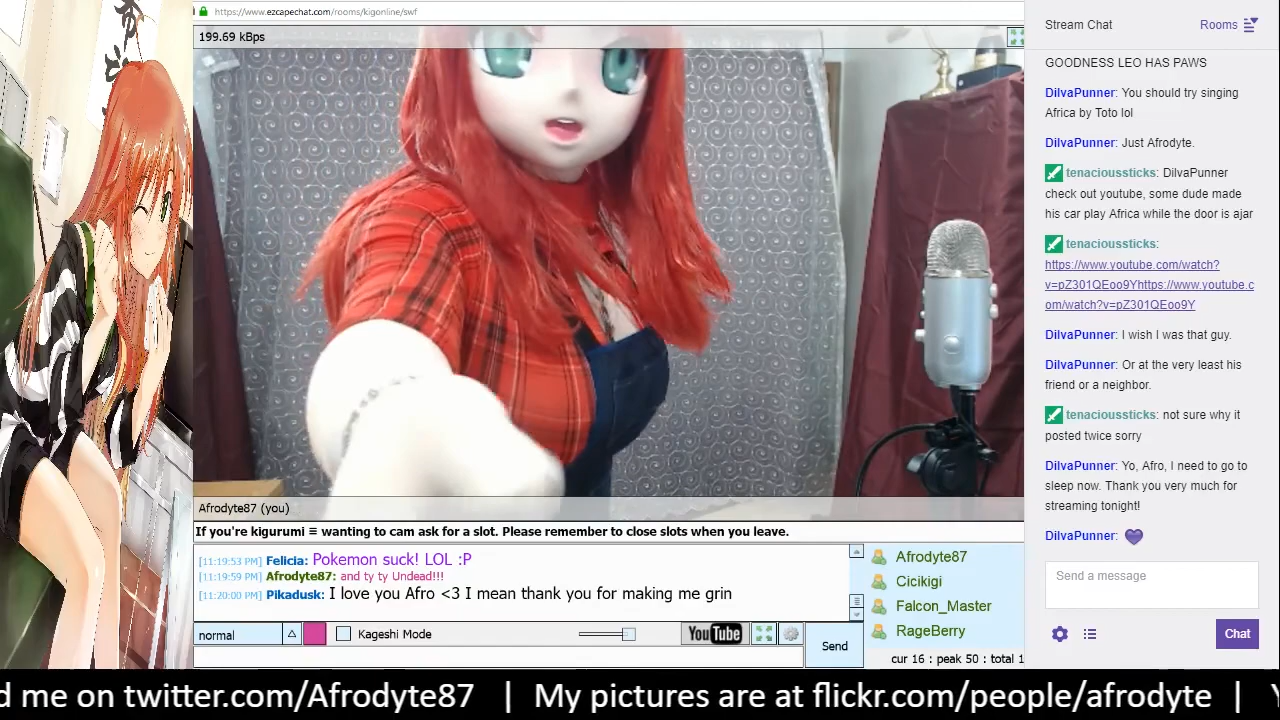 https://www.ezcapechat.com/rooms/kigonline/swf
199.69 kBps
Afrodyte87 (you)
If you're kigurumi ≡ wanting to cam ask for a slot. Please remember to close slots when you leave.
[11:19:53 PM] Felicia: Pokemon suck! LOL :P
[11:19:59 PM] Afrodyte87: and ty ty Undead!!!
[11:20:00 PM] Pikadusk: I love you Afro <3 I mean thank you for making me grin
normal
Kageshi Mode
YouTube
Send
Afrodyte87
Cicikigi
Falcon_Master
RageBerry
cur 16 : peak 50 : total 1
Stream Chat
Rooms
GOODNESS LEO HAS PAWS
DilvaPunner: You should try singing
Africa by Toto lol
DilvaPunner: Just Afrodyte.
tenacioussticks: DilvaPunner
check out youtube, some dude made
his car play Africa while the door is ajar
tenacioussticks:
https://www.youtube.com/watch?
v=pZ301QEoo9Yhttps://www.youtube.c
om/watch?v=pZ301QEoo9Y
DilvaPunner: I wish I was that guy.
DilvaPunner: Or at the very least his
friend or a neighbor.
tenacioussticks: not sure why it
posted twice sorry
DilvaPunner: Yo, Afro, I need to go to
sleep now. Thank you very much for
streaming tonight!
DilvaPunner: 💜
Send a message
Chat
d me on twitter.com/Afrodyte87 | My pictures are at flickr.com/people/afrodyte | Y